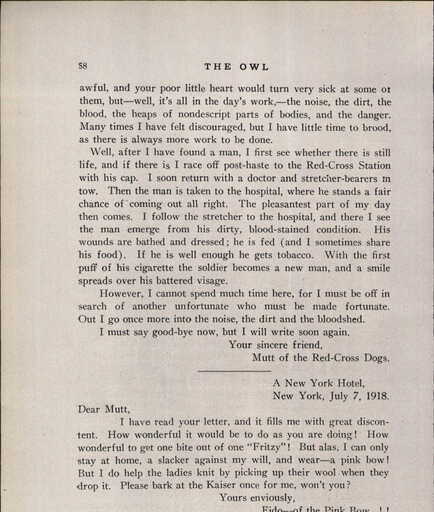 58 THE OWL
awful, and your poor little heart would turn very sick at some of
them, but—well, it's all in the day's work,—the noise, the dirt, the
blood, the heaps of nondescript parts of bodies, and the danger.
Many times I have felt discouraged, but I have little time to brood,
as there is always more work to be done.
Well, after I have found a man, I first see whether there is still
life, and if there is, I race off post-haste to the Red-Cross Station
with his cap. I soon return with a doctor and stretcher-bearers in
tow. Then the man is taken to the hospital, where he stands a fair
chance of coming out all right. The pleasantest part of my day
then comes. I follow the stretcher to the hospital, and there I see
the man emerge from his dirty, blood-stained condition. His
wounds are bathed and dressed; he is fed (and I sometimes share
his food). If he is well enough he gets tobacco. With the first
puff of his cigarette the soldier becomes a new man, and a smile
spreads over his battered visage.
However, I cannot spend much time here, for I must be off in
search of another unfortunate who must be made fortunate.
Out I go once more into the noise, the dirt and the bloodshed.
I must say good-bye now, but I will write soon again.
Your sincere friend,
Mutt of the Red-Cross Dogs.
A New York Hotel,
New York, July 7, 1918.
Dear Mutt,
I have read your letter, and it fills me with great discon-
tent. How wonderful it would be to do as you are doing! How
wonderful to get one bite out of one "Fritzy"! But alas, I can only
stay at home, a slacker against my will, and wear—a pink bow!
But I do help the ladies knit by picking up their wool when they
drop it. Please bark at the Kaiser once for me, won't you?
Yours enviously,
Fido—of the Pink Bow. !!